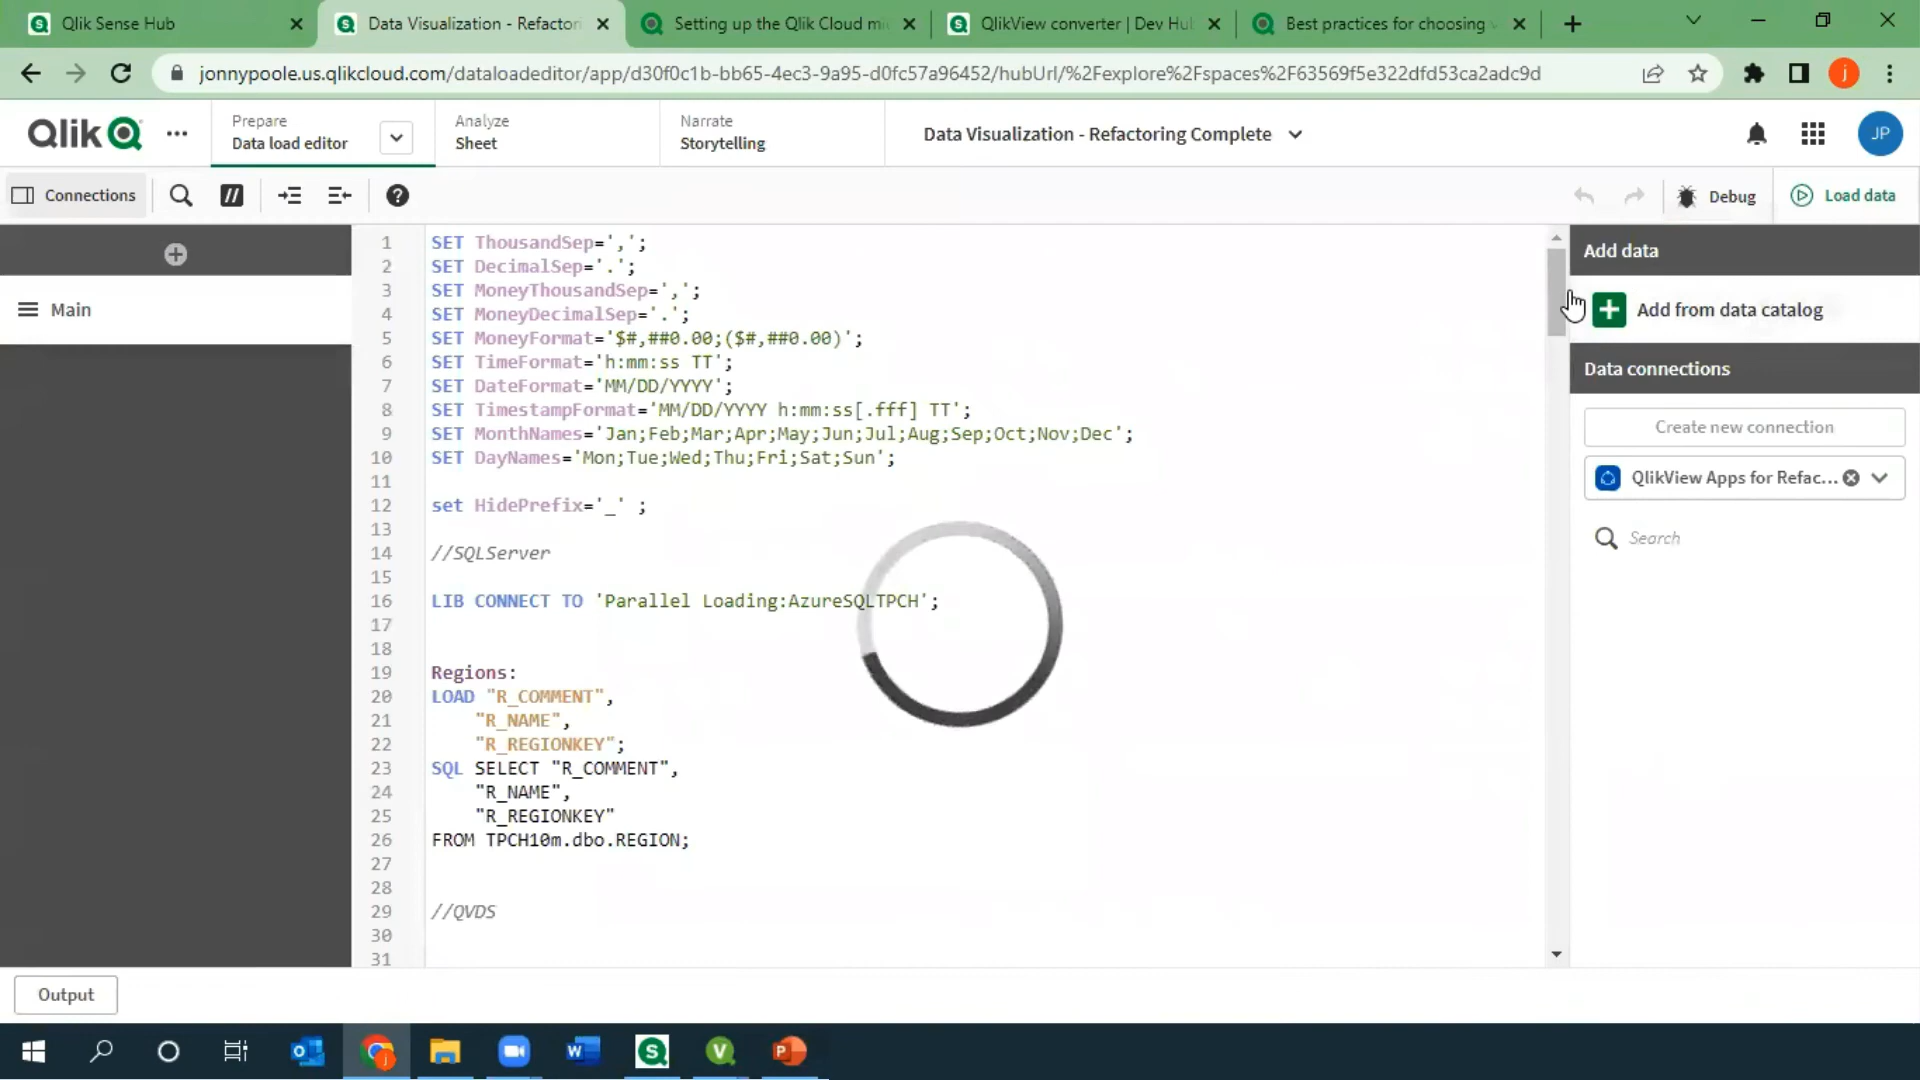 Qlik Sense Hub
Data Visualization - Refactori
Setting up the Qlik Cloud mi
QlikView converter | Dev Hub
Best practices for choosing
jonnypoole.us.qlikcloud.com/dataloadeditor/app/d30f0c1b-bb65-4ec3-9a95-d0fc57a96452/hubUrl/%2Fexplore%2Fspaces%2F63569f5e322dfd53ca2adc9d
j
Qlik
Prepare
Data load editor
Analyze
Sheet
Narrate
Storytelling
Data Visualization - Refactoring Complete
JP
Connections
//
?
Debug
Load data
Main
1 SET ThousandSep=',';
2 SET DecimalSep='.';
3 SET MoneyThousandSep=',';
4 SET MoneyDecimalSep='.';
5 SET MoneyFormat='$#,##0.00;($#,##0.00)';
6 SET TimeFormat='h:mm:ss TT';
7 SET DateFormat='MM/DD/YYYY';
8 SET TimestampFormat='MM/DD/YYYY h:mm:ss[.fff] TT';
9 SET MonthNames='Jan;Feb;Mar;Apr;May;Jun;Jul;Aug;Sep;Oct;Nov;Dec';
10 SET DayNames='Mon;Tue;Wed;Thu;Fri;Sat;Sun';
11
12 set HidePrefix='_' ;
13
14 //SQLServer
15
16 LIB CONNECT TO 'Parallel Loading:AzureSQLTPCH';
17
18
19 Regions:
20 LOAD "R_COMMENT",
21 "R_NAME",
22 "R_REGIONKEY";
23 SQL SELECT "R_COMMENT",
24 "R_NAME",
25 "R_REGIONKEY"
26 FROM TPCH10m.dbo.REGION;
27
28
29 //QVDS
30
31
Add data
Add from data catalog
Data connections
Create new connection
QlikView Apps for Refac...
Search
Output